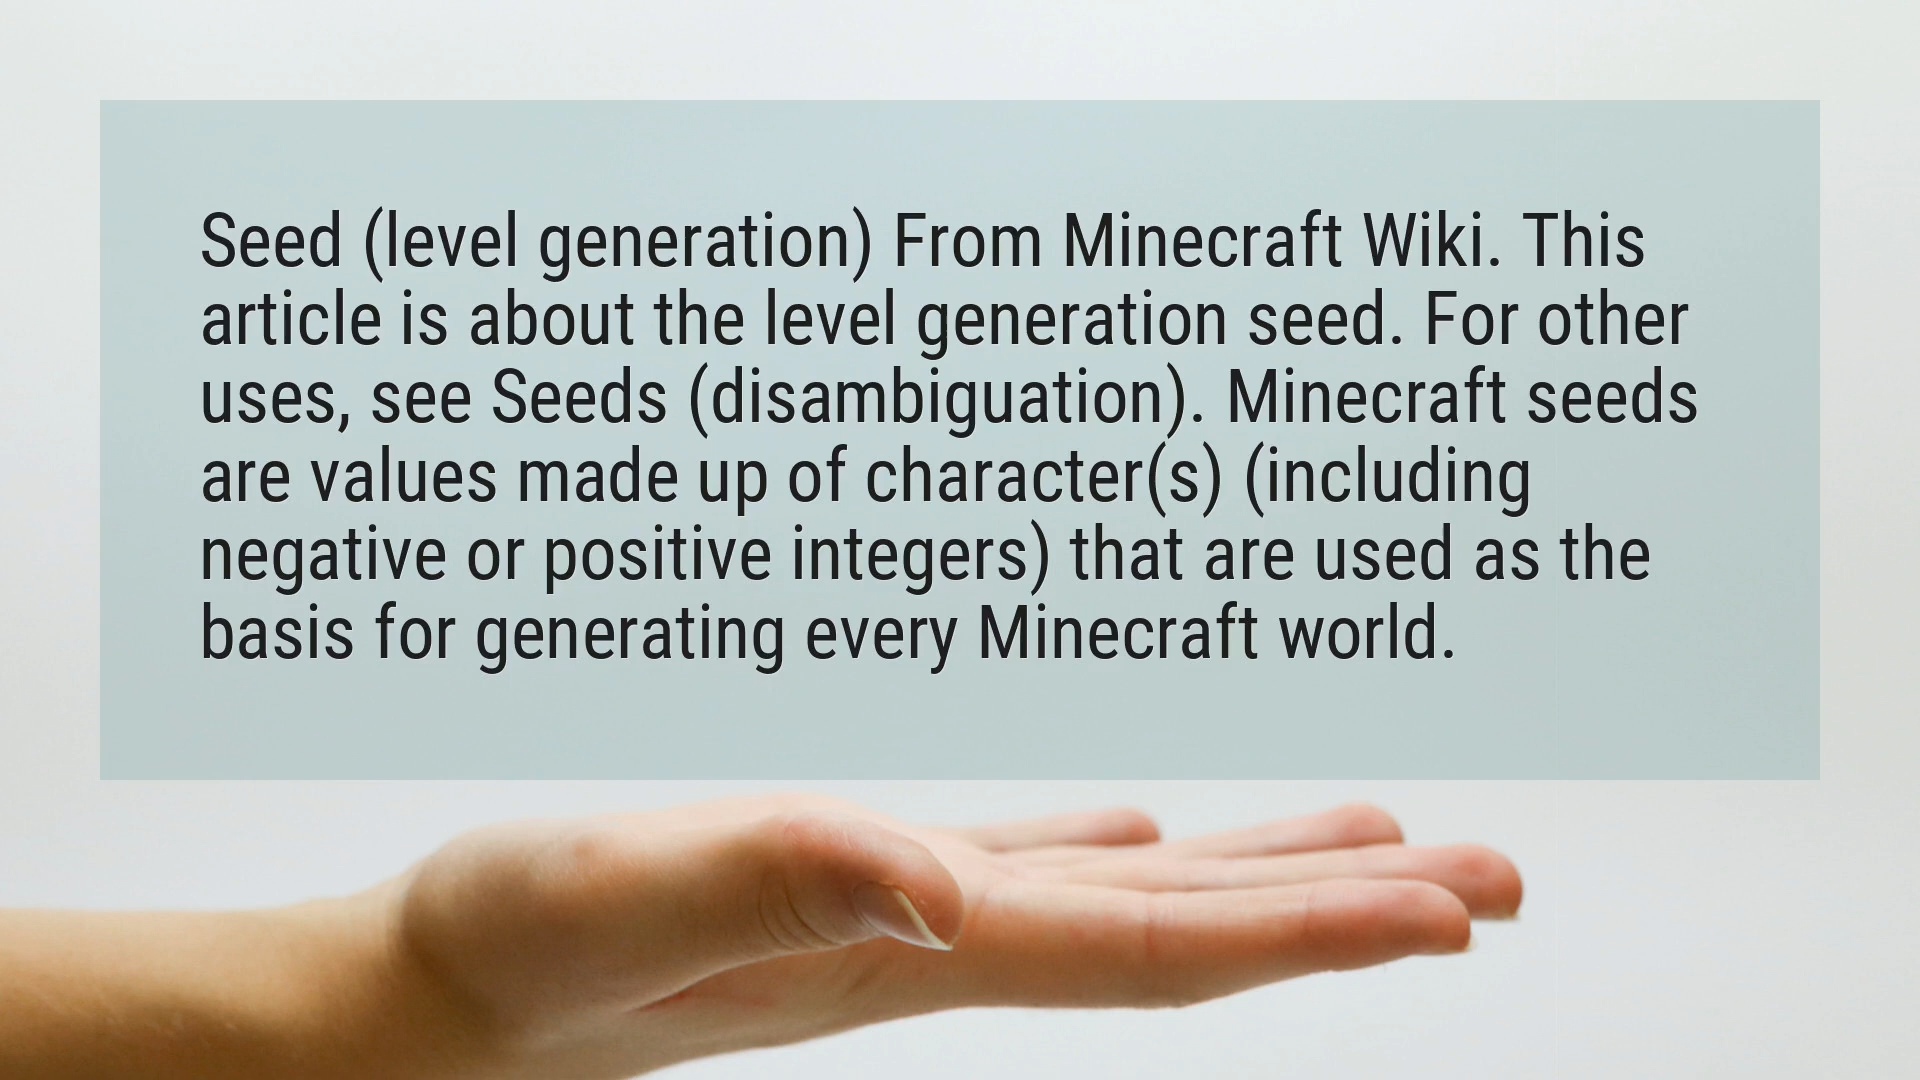 Seed (level generation) From Minecraft Wiki. This
article is about the level generation seed. For other
uses, see Seeds (disambiguation). Minecraft seeds
are values made up of character(s) (including
negative or positive integers) that are used as the
basis for generating every Minecraft world.